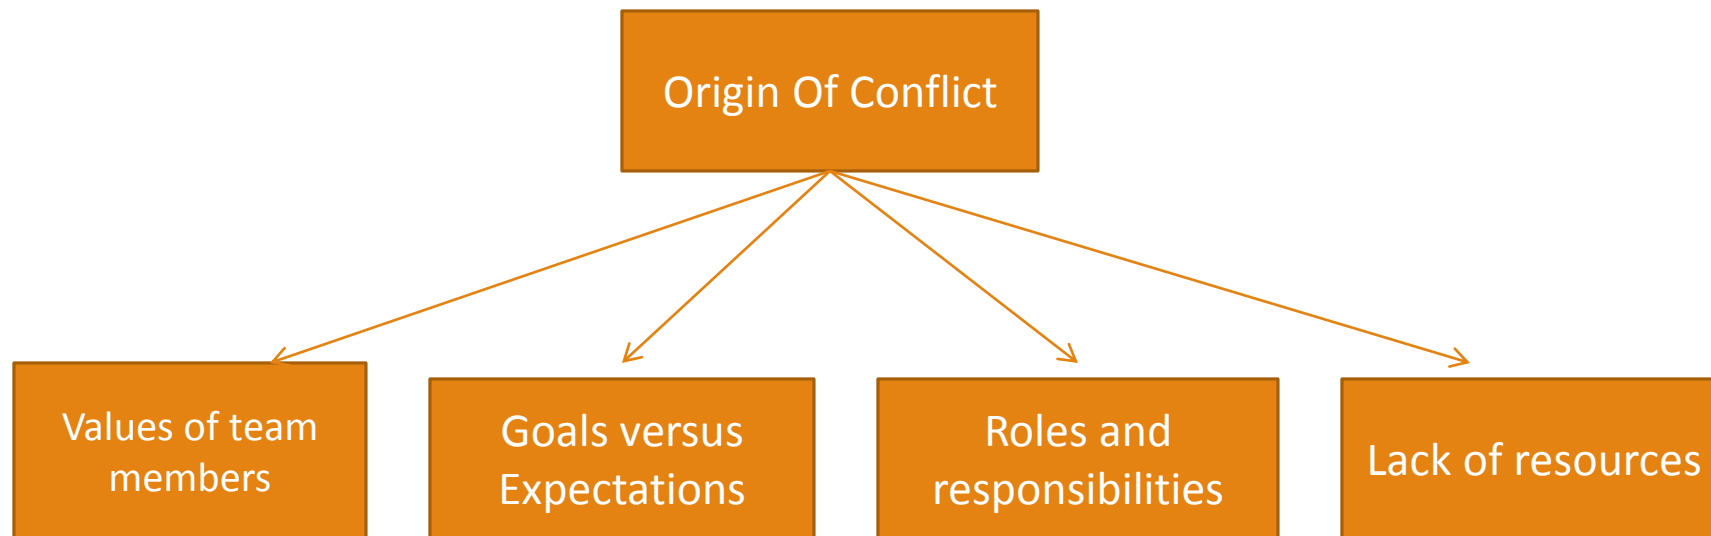 Origin Of Conflict
Values of team
members
Goals versus
Expectations
Roles and
responsibilities
Lack of resources